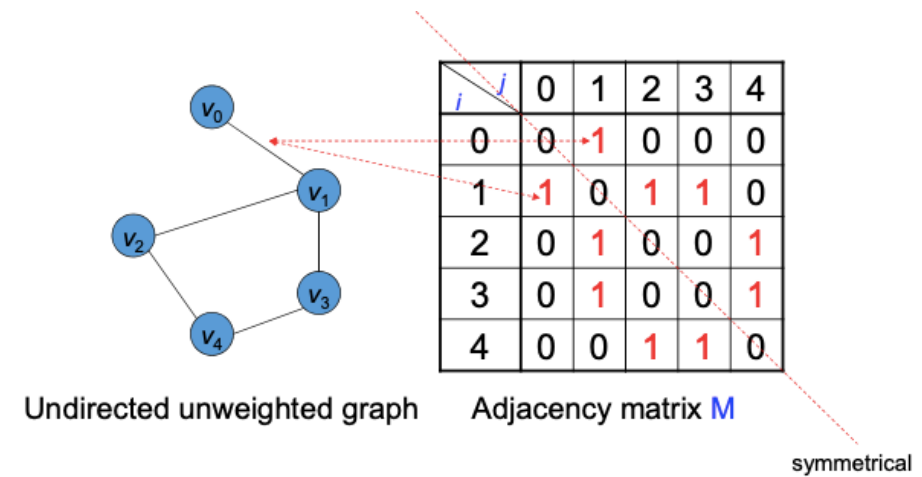 v0
v1
v2
v3
v4
Undirected unweighted graph
j
i
0 1 2 3 4
0 0 1 0 0 0
1 1 0 1 1 0
2 0 1 0 0 1
3 0 1 0 0 1
4 0 0 1 1 0
Adjacency matrix M
symmetrical